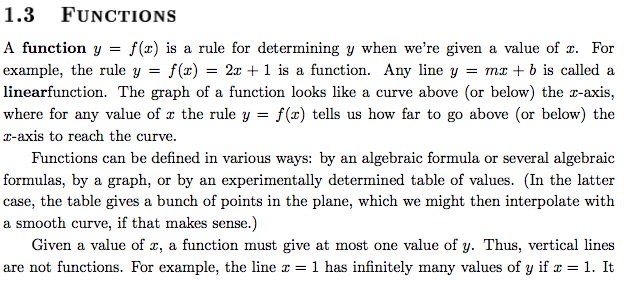 1.3 FUNCTIONS
A function y = f(x) is a rule for determining y when we're given a value of x. For
example, the rule y = f(x) = 2x + 1 is a function. Any line y = mx + b is called a
linearfunction. The graph of a function looks like a curve above (or below) the x-axis,
where for any value of x the rule y = f(x) tells us how far to go above (or below) the
x-axis to reach the curve.
Functions can be defined in various ways: by an algebraic formula or several algebraic
formulas, by a graph, or by an experimentally determined table of values. (In the latter
case, the table gives a bunch of points in the plane, which we might then interpolate with
a smooth curve, if that makes sense.)
Given a value of x, a function must give at most one value of y. Thus, vertical lines
are not functions. For example, the line x = 1 has infinitely many values of y if x = 1. It